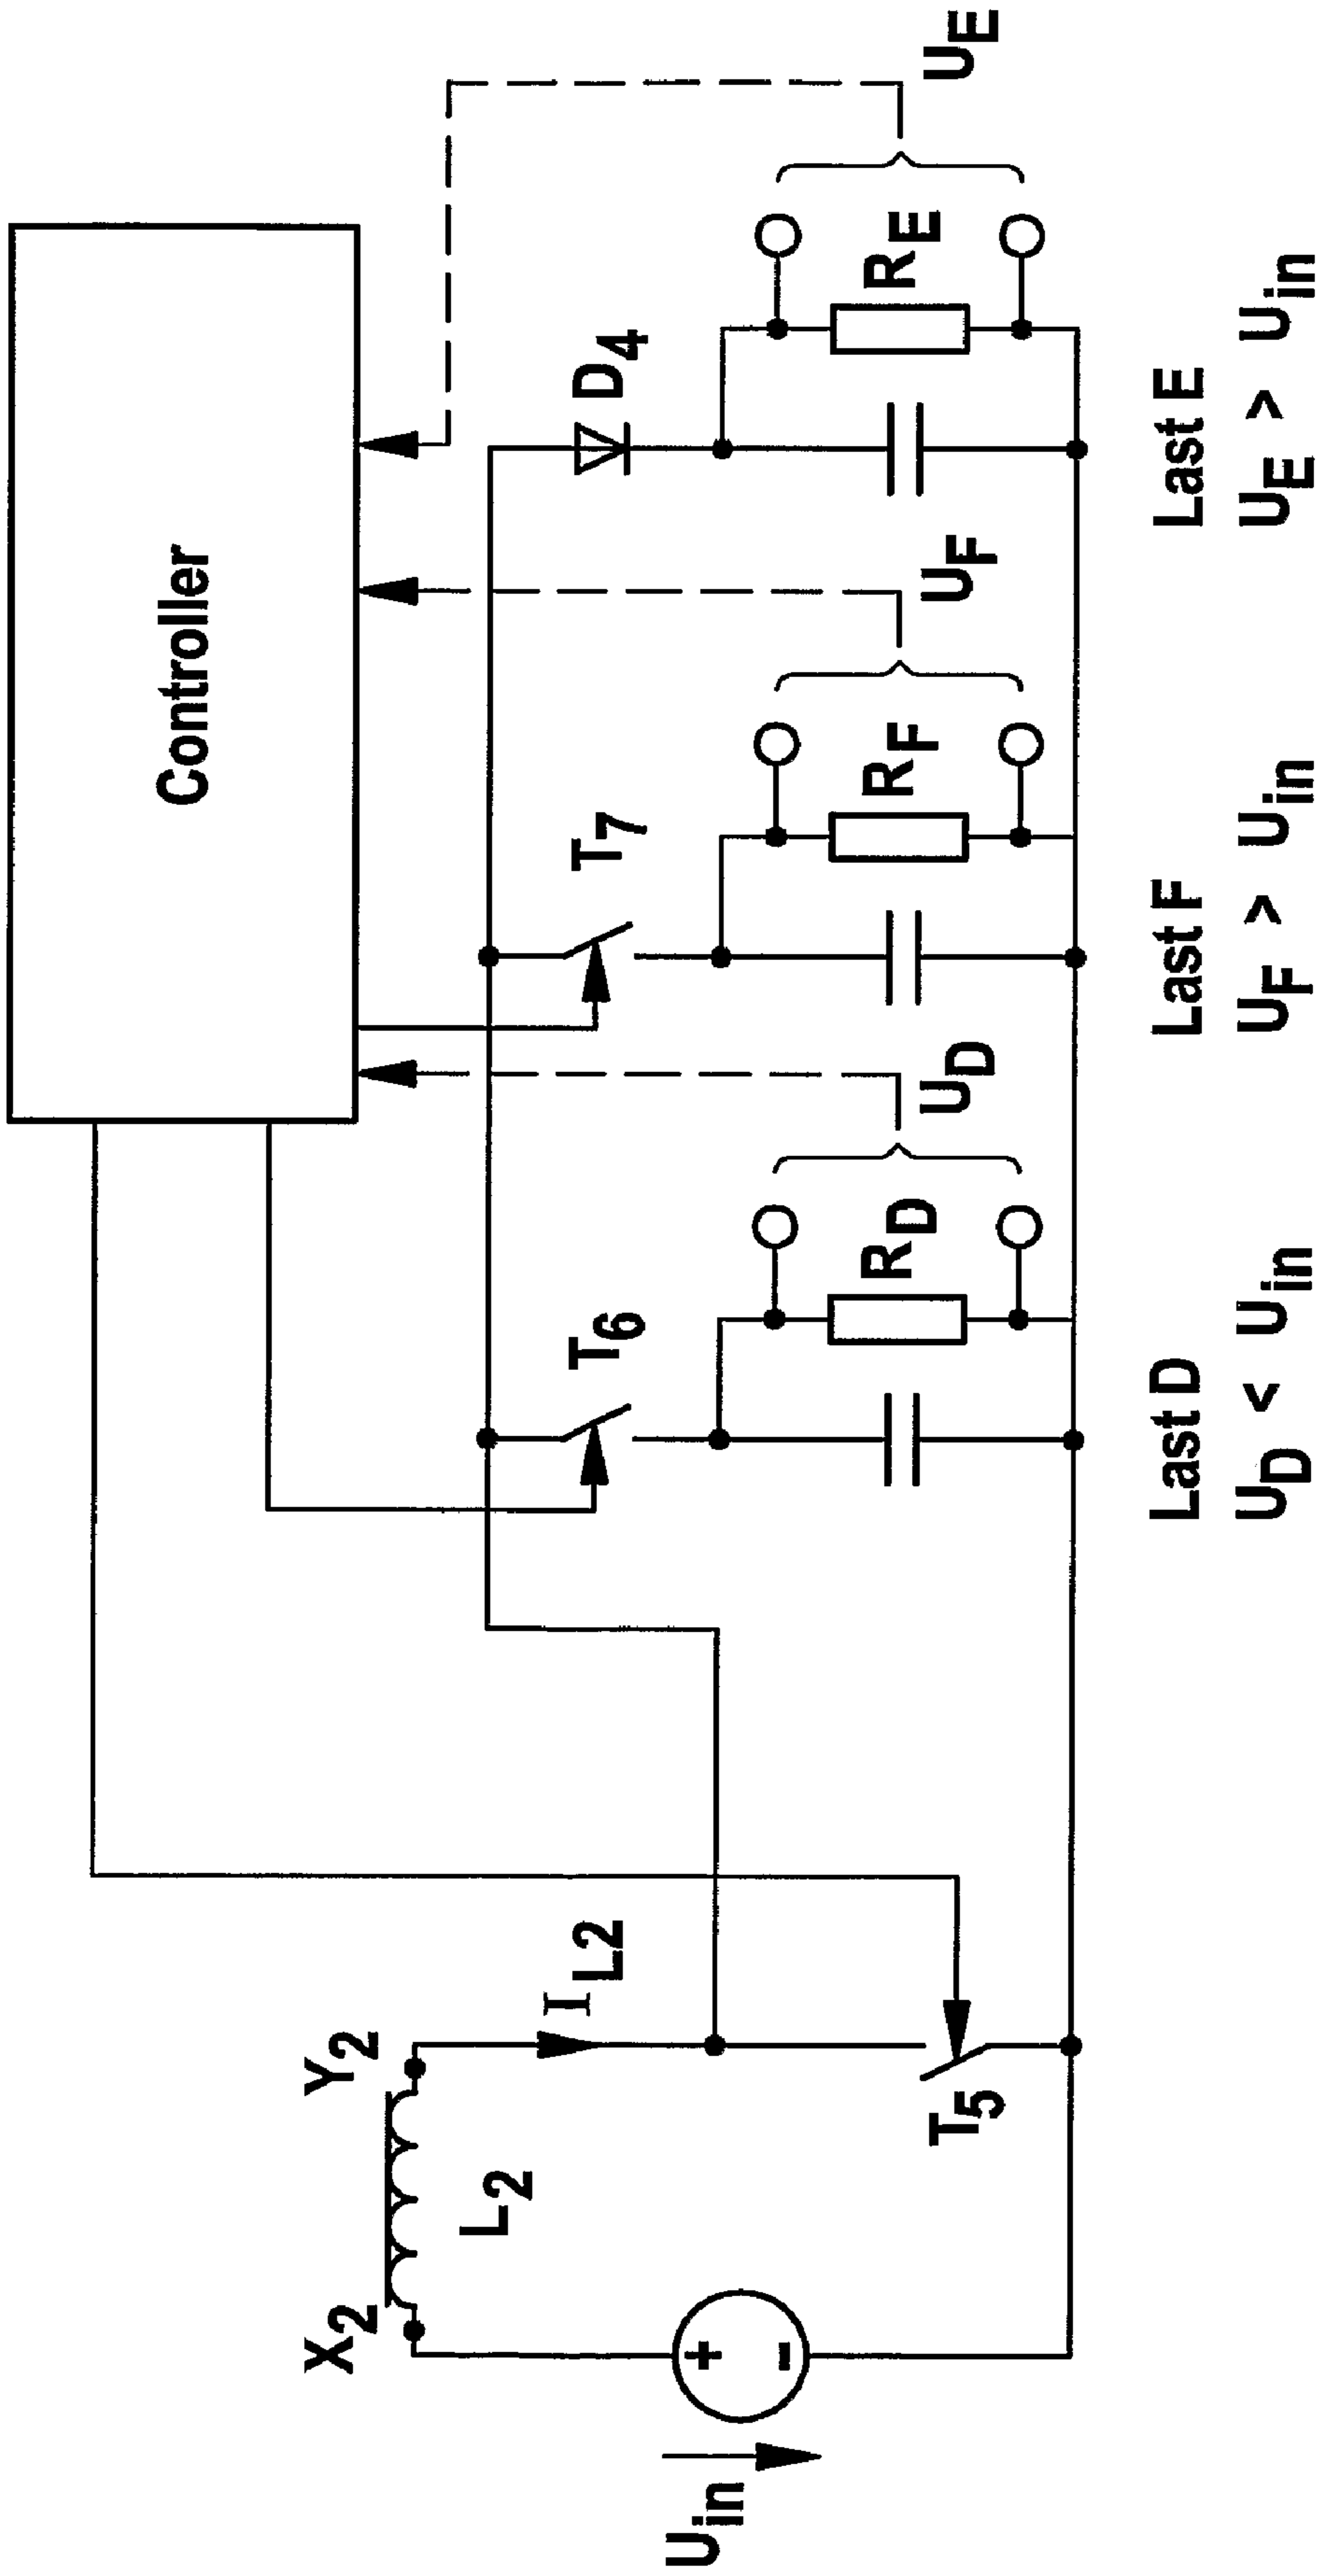 Controller
X2
Y2
L2
I L2
Uin
+
-
T5
T6
T7
D4
RD
UD
RF
UF
RE
UE
Last D
UD < Uin
Last F
UF > Uin
Last E
UE > Uin